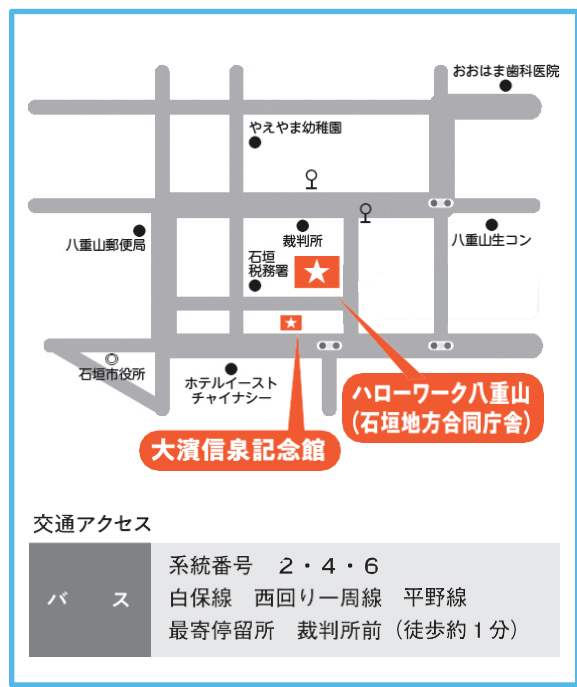 おおはま歯科医院
やえやま幼稚園
八重山郵便局
裁判所
八重山生コン
石垣
税務署
石垣市役所
ホテルイースト
チャイナシー
ハローワーク八重山
(石垣地方合同庁舎)
大濱信泉記念館
交通アクセス
バス
系統番号　２・４・６
白保線　西回り一周線　平野線
最寄停留所　裁判所前（徒歩約１分）